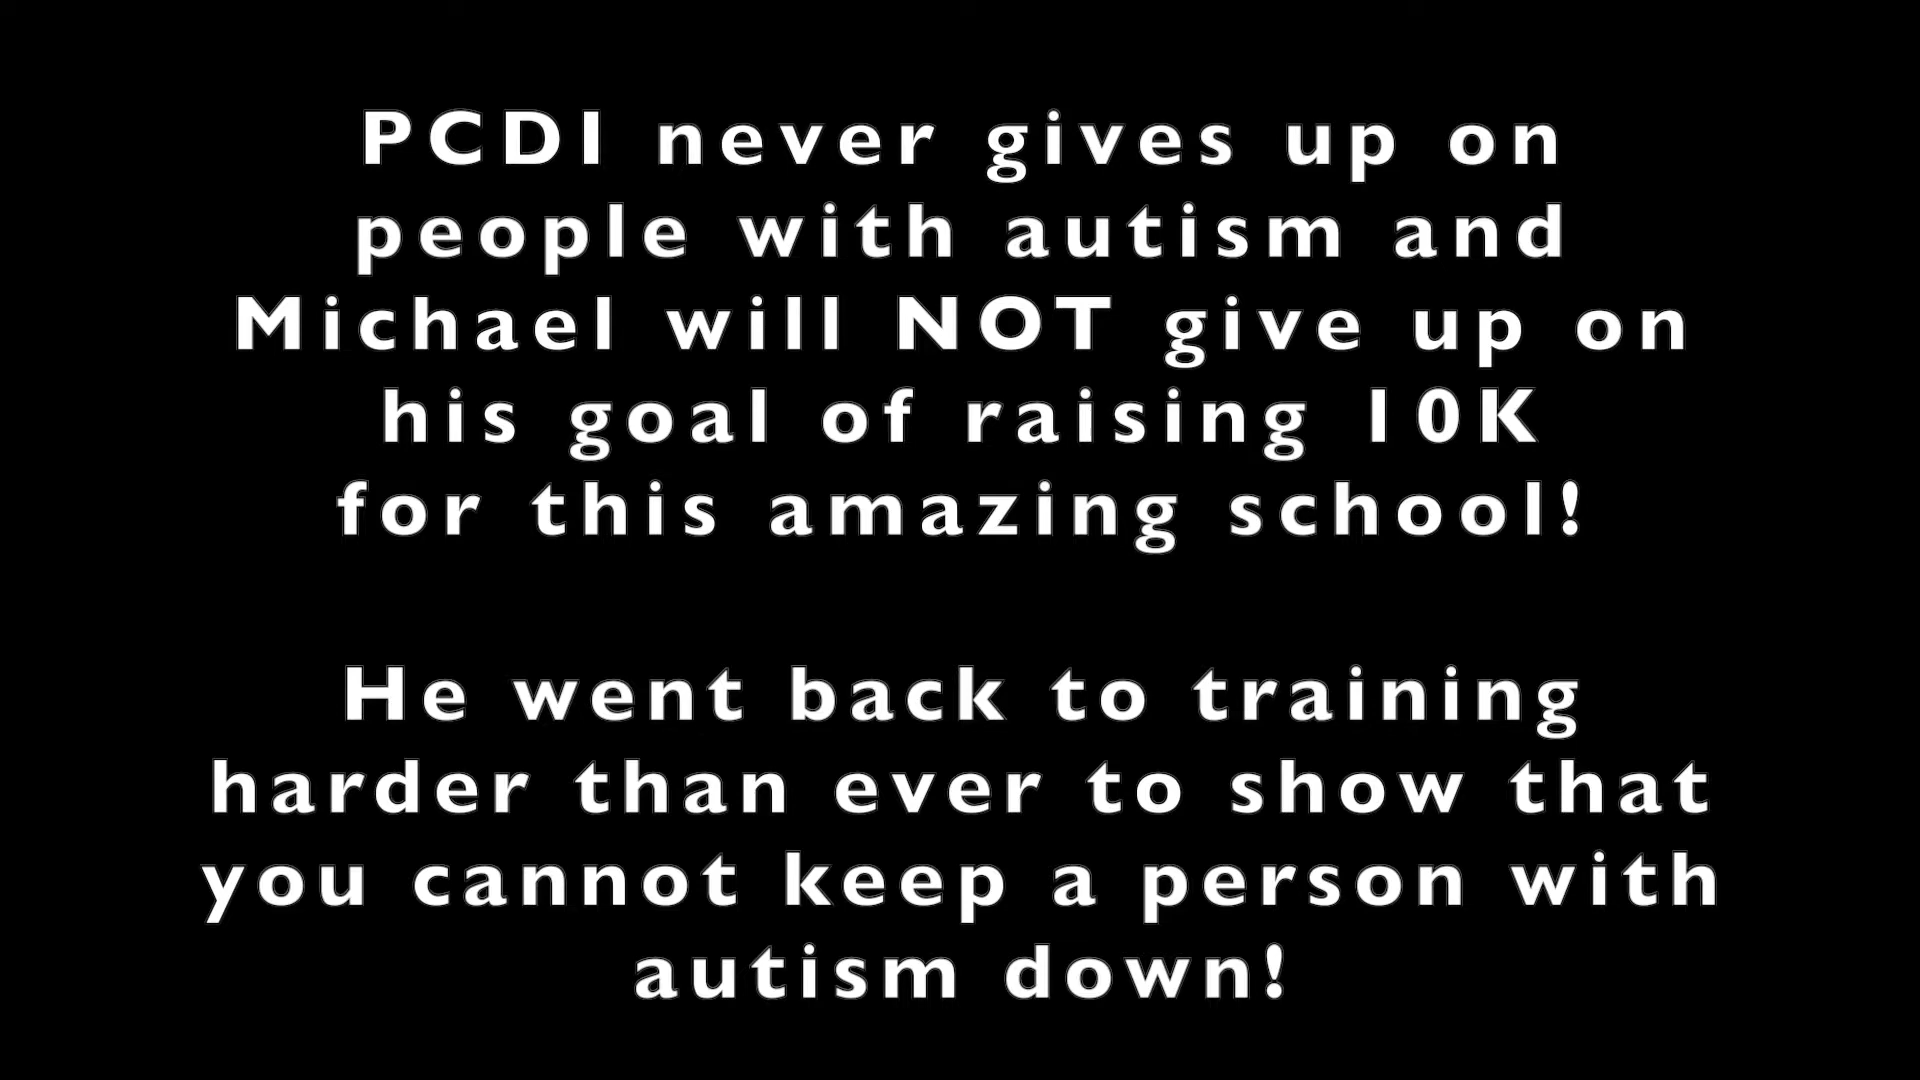 PCDI never gives up on
people with autism and
Michael will NOT give up on
his goal of raising 10K
for this amazing school!
He went back to training
harder than ever to show that
you cannot keep a person with
autism down!